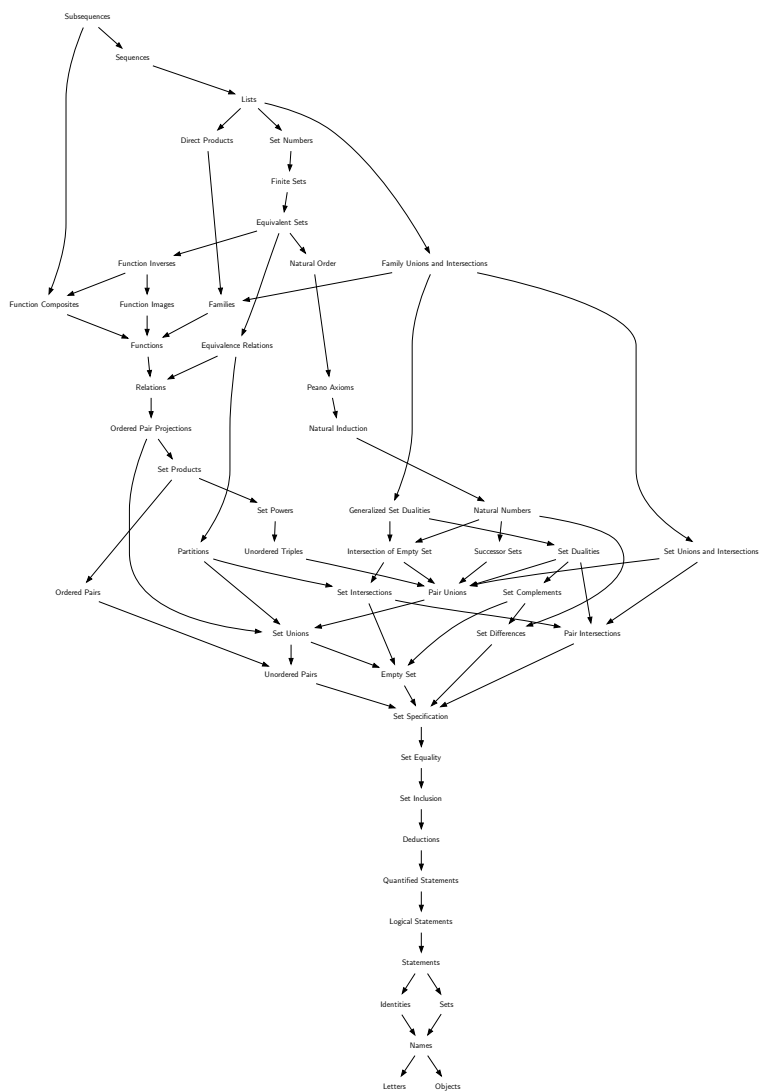 Subsequences
Sequences
Lists
Direct Products
Set Numbers
Finite Sets
Equivalent Sets
Function Inverses
Natural Order
Family Unions and Intersections
Function Composites
Function Images
Families
Functions
Equivalence Relations
Relations
Peano Axioms
Ordered Pair Projections
Natural Induction
Set Products
Set Powers
Generalized Set Dualities
Natural Numbers
Partitions
Unordered Triples
Intersection of Empty Set
Successor Sets
Set Dualities
Set Unions and Intersections
Ordered Pairs
Set Intersections
Pair Unions
Set Complements
Set Unions
Set Differences
Pair Intersections
Unordered Pairs
Empty Set
Set Specification
Set Equality
Set Inclusion
Deductions
Quantified Statements
Logical Statements
Statements
Identities
Sets
Names
Letters
Objects